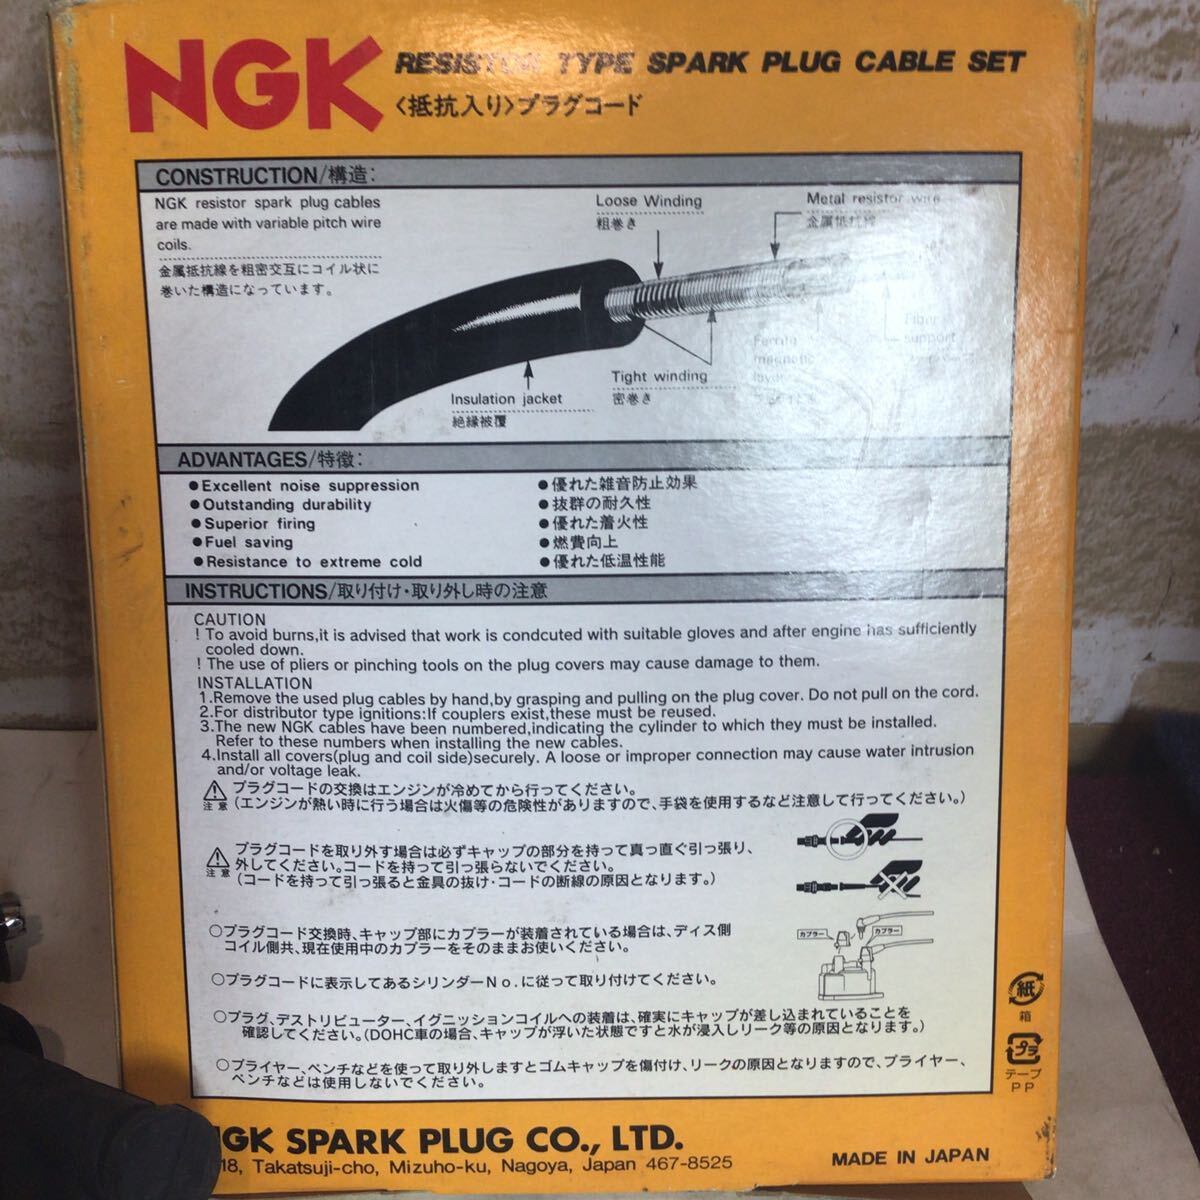 NGK RESISTOR TYPE SPARK PLUG CABLE SET
〈抵抗入り〉プラグコード
CONSTRUCTION/構造:
NGK resistor spark plug cables
are made with variable pitch wire
coils.
金属抵抗線を粗密交互にコイル状に
巻いた構造になっています。
Loose Winding
粗巻き
Metal resistor wire
金属抵抗線
Fiber
support
Ferrite
magnetic
layer
Tight winding
密巻き
Insulation jacket
絶縁被覆
ADVANTAGES/特徴:
●Excellent noise suppression
●Outstanding durability
●Superior firing
●Fuel saving
●Resistance to extreme cold
●優れた雑音防止効果
●抜群の耐久性
●優れた着火性
●燃費向上
●優れた低温性能
INSTRUCTIONS/取り付け・取り外し時の注意
CAUTION
! To avoid burns,it is advised that work is condcuted with suitable gloves and after engine has sufficiently
cooled down.
! The use of pliers or pinching tools on the plug covers may cause damage to them.
INSTALLATION
1.Remove the used plug cables by hand,by grasping and pulling on the plug cover. Do not pull on the cord.
2.For distributor type ignitions:If couplers exist,these must be reused.
3.The new NGK cables have been numbered,indicating the cylinder to which they must be installed.
Refer to these numbers when installing the new cables.
4.Install all covers(plug and coil side)securely. A loose or improper connection may cause water intrusion
and/or voltage leak.
注意
プラグコードの交換はエンジンが冷めてから行ってください。
(エンジンが熱い時に行う場合は火傷等の危険性がありますので、手袋を使用するなど注意して行ってください。)
注意
プラグコードを取り外す場合は必ずキャップの部分を持って真っ直ぐ引っ張り、
外してください。コードを持って引っ張らないでください。
(コードを持って引っ張ると金具の抜け・コードの断線の原因となります。)
○プラグコード交換時、キャップ部にカプラーが装着されている場合は、ディス側
コイル側共、現在使用中のカプラーをそのままお使いください。
カプラー
カプラー
○プラグコードに表示してあるシリンダーNo.に従って取り付けてください。
○プラグ、デストリビューター、イグニッションコイルへの装着は、確実にキャップが差し込まれていることを
確認してください。(DOHC車の場合、キャップが浮いた状態ですと水が浸入しリーク等の原因となります。)
○プライヤー、ペンチなどを使って取り外しますとゴムキャップを傷付け、リークの原因となりますので、プライヤー、
ペンチなどは使用しないでください。
紙
箱
プラ
テープ
PP
NGK SPARK PLUG CO., LTD.
18, Takatsuji-cho, Mizuho-ku, Nagoya, Japan 467-8525
MADE IN JAPAN